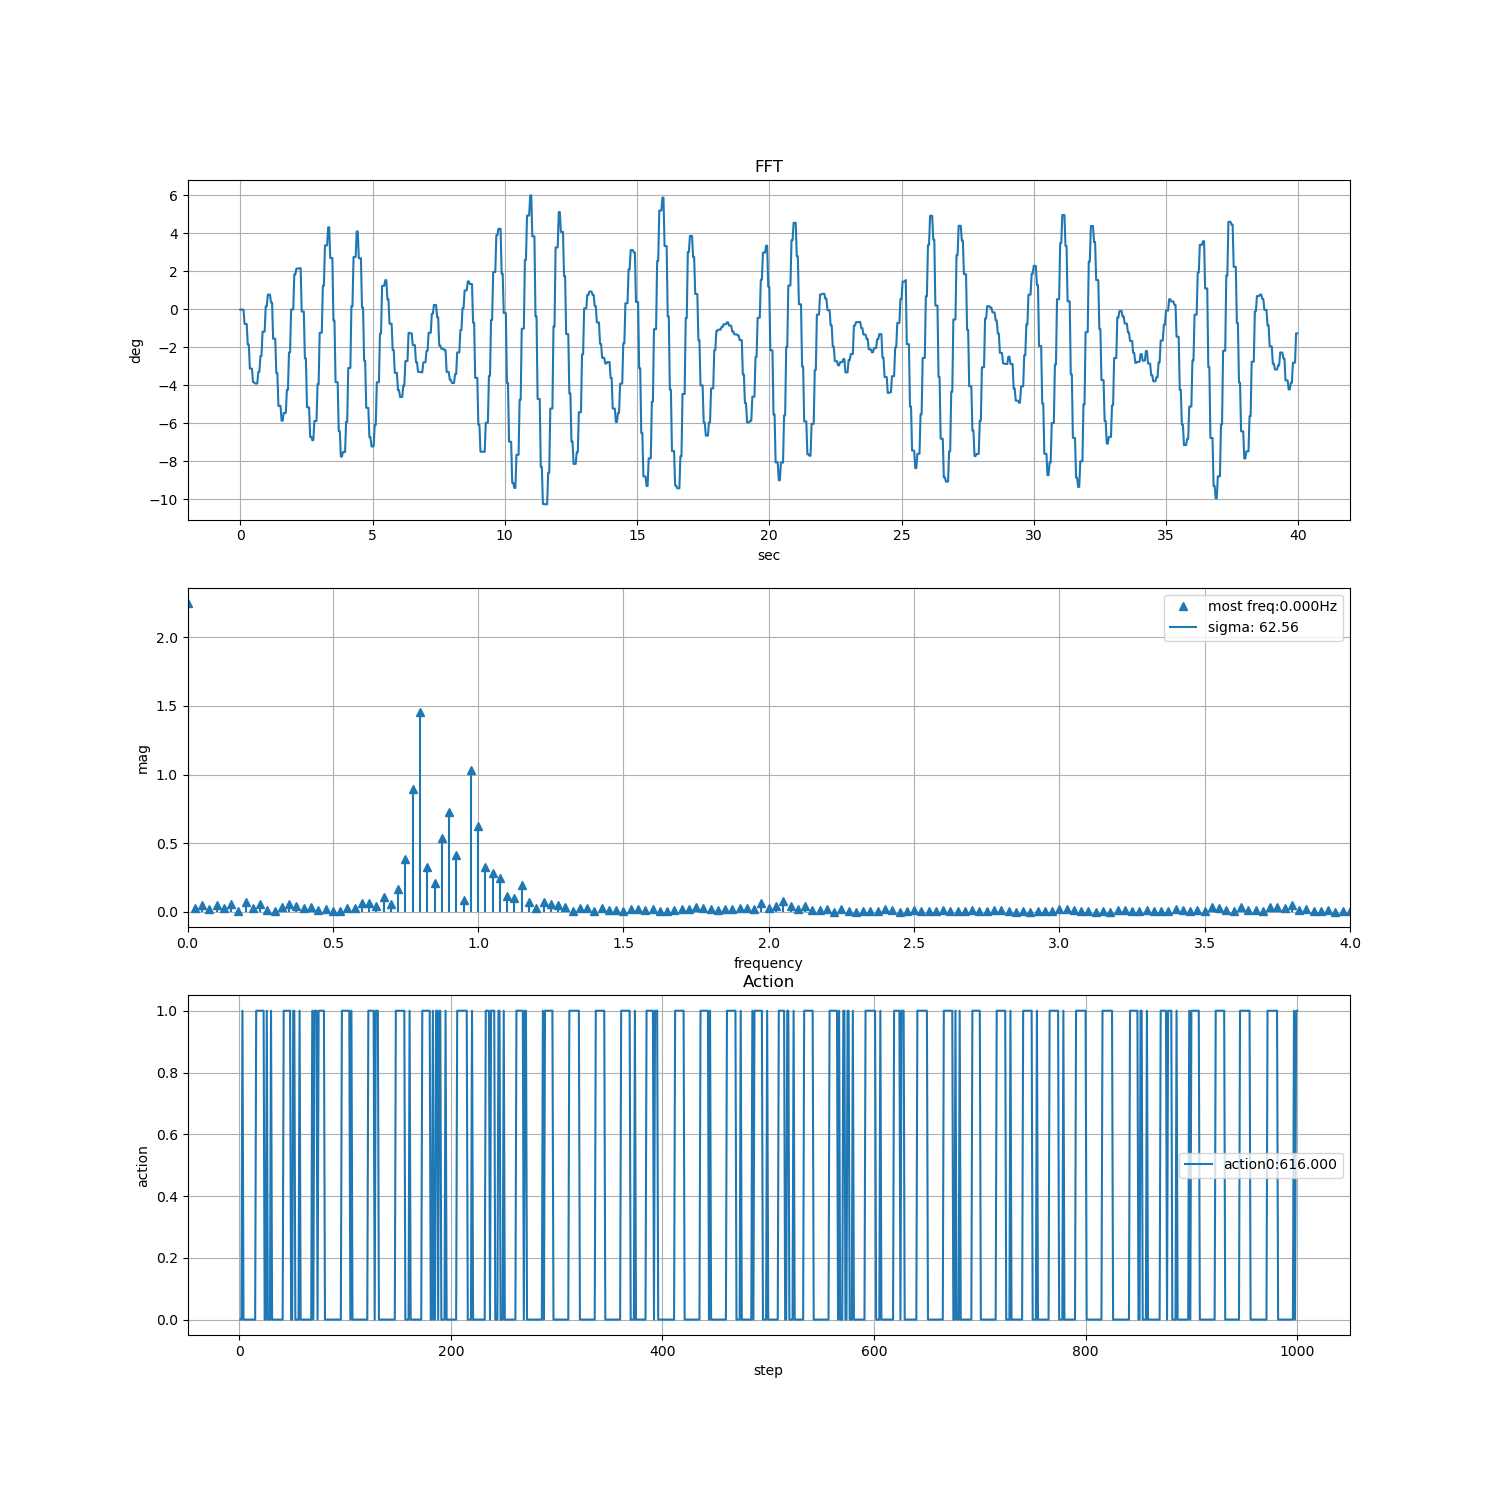 FFT
6
4
2
0
−2
−4
−6
−8
−10
deg
0 5 10 15 20 25 30 35 40
sec
most freq:0.000Hz
sigma: 62.56
2.0
1.5
1.0
0.5
0.0
mag
0.0 0.5 1.0 1.5 2.0 2.5 3.0 3.5 4.0
frequency
Action
1.0
0.8
0.6
0.4
0.2
0.0
action
action0:616.000
0 200 400 600 800 1000
step